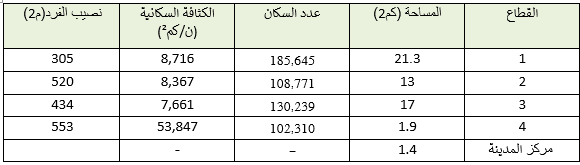 القطاع المساحة (كم2) عدد السكان الكثافة السكانية (ن/كم²) نصيب الفرد(م2)
1 21.3 185,645 8,716 305
2 13 108,771 8,367 520
3 17 130,239 7,661 434
4 1.9 102,310 53,847 553
مركز المدينة 1.4 – -